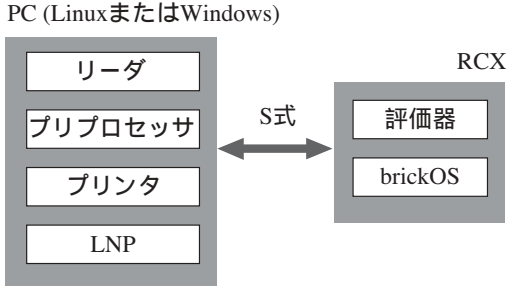 PC (LinuxまたはWindows)
リーダ
プリプロセッサ
プリンタ
LNP
S式
RCX
評価器
brickOS